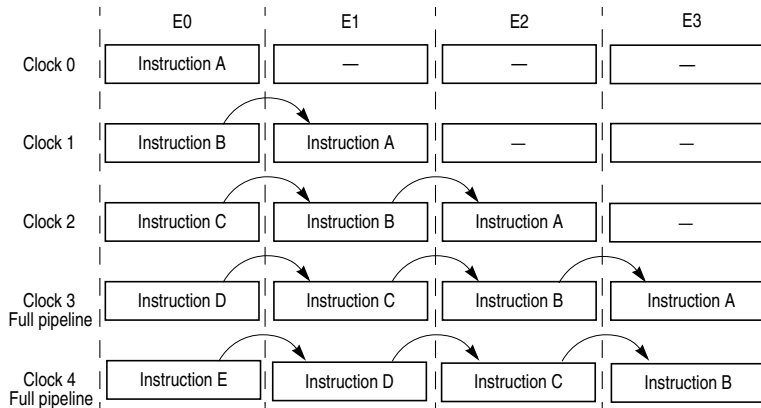 E0 E1 E2 E3
Clock 0 Instruction A — — —
Clock 1 Instruction B Instruction A — —
Clock 2 Instruction C Instruction B Instruction A —
Clock 3 Instruction D Instruction C Instruction B Instruction A
Full pipeline
Clock 4 Instruction E Instruction D Instruction C Instruction B
Full pipeline